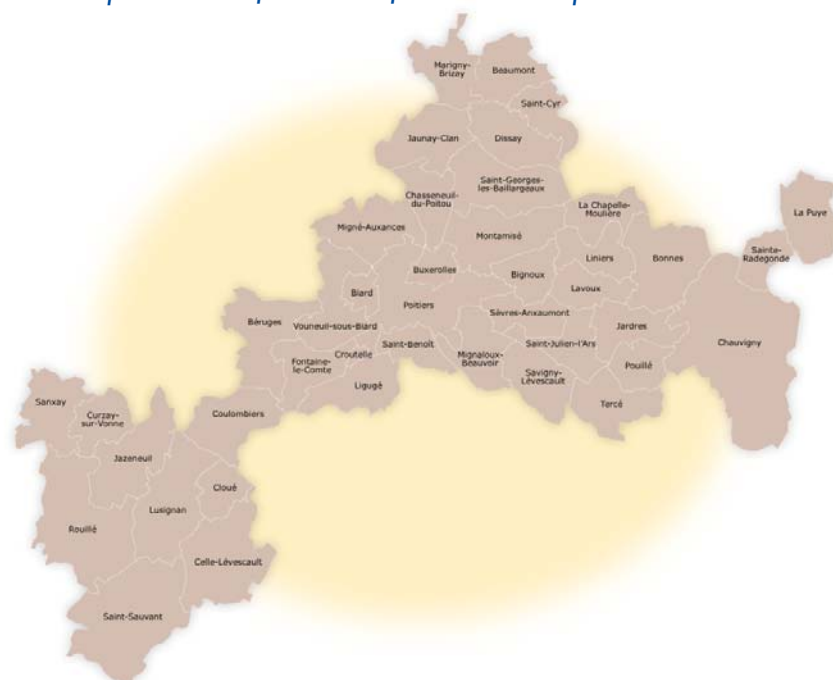 Marigny-
Brizay
Beaumont
Saint-Cyr
Jaunay-Clan
Dissay
Saint-Georges-
les-Baillargeaux
Chasseneuil-
du-Poitou
La Chapelle-
Moulière
La Puye
Migné-Auxances
Montamisé
Sainte-
Radegonde
Liniers
Bonnes
Buxerolles
Bignoux
Biard
Lavoux
Poitiers
Sèvres-Anxaumont
Béruges
Vouneuil-sous-Biard
Jardres
Saint-Benoît
Saint-Julien-l'Ars
Chauvigny
Croutelle
Mignaloux-
Beauvoir
Fontaine-
le-Comte
Pouillé
Savigny-
Lévescault
Ligugé
Sanxay
Tercé
Curzay-
sur-Vonne
Coulombiers
Jazeneuil
Cloué
Lusignan
Rouillé
Celle-Lévescault
Saint-Sauvant